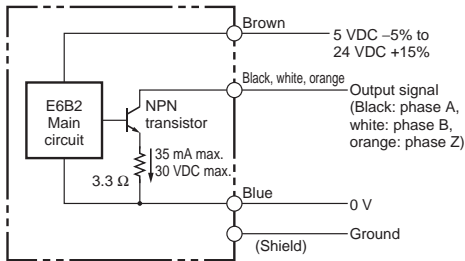 Brown
5 VDC –5% to
24 VDC +15%
Black, white, orange
Output signal
(Black: phase A,
white: phase B,
orange: phase Z)
E6B2
Main
circuit
NPN
transistor
35 mA max.
30 VDC max.
3.3 Ω
Blue
0 V
Ground
(Shield)